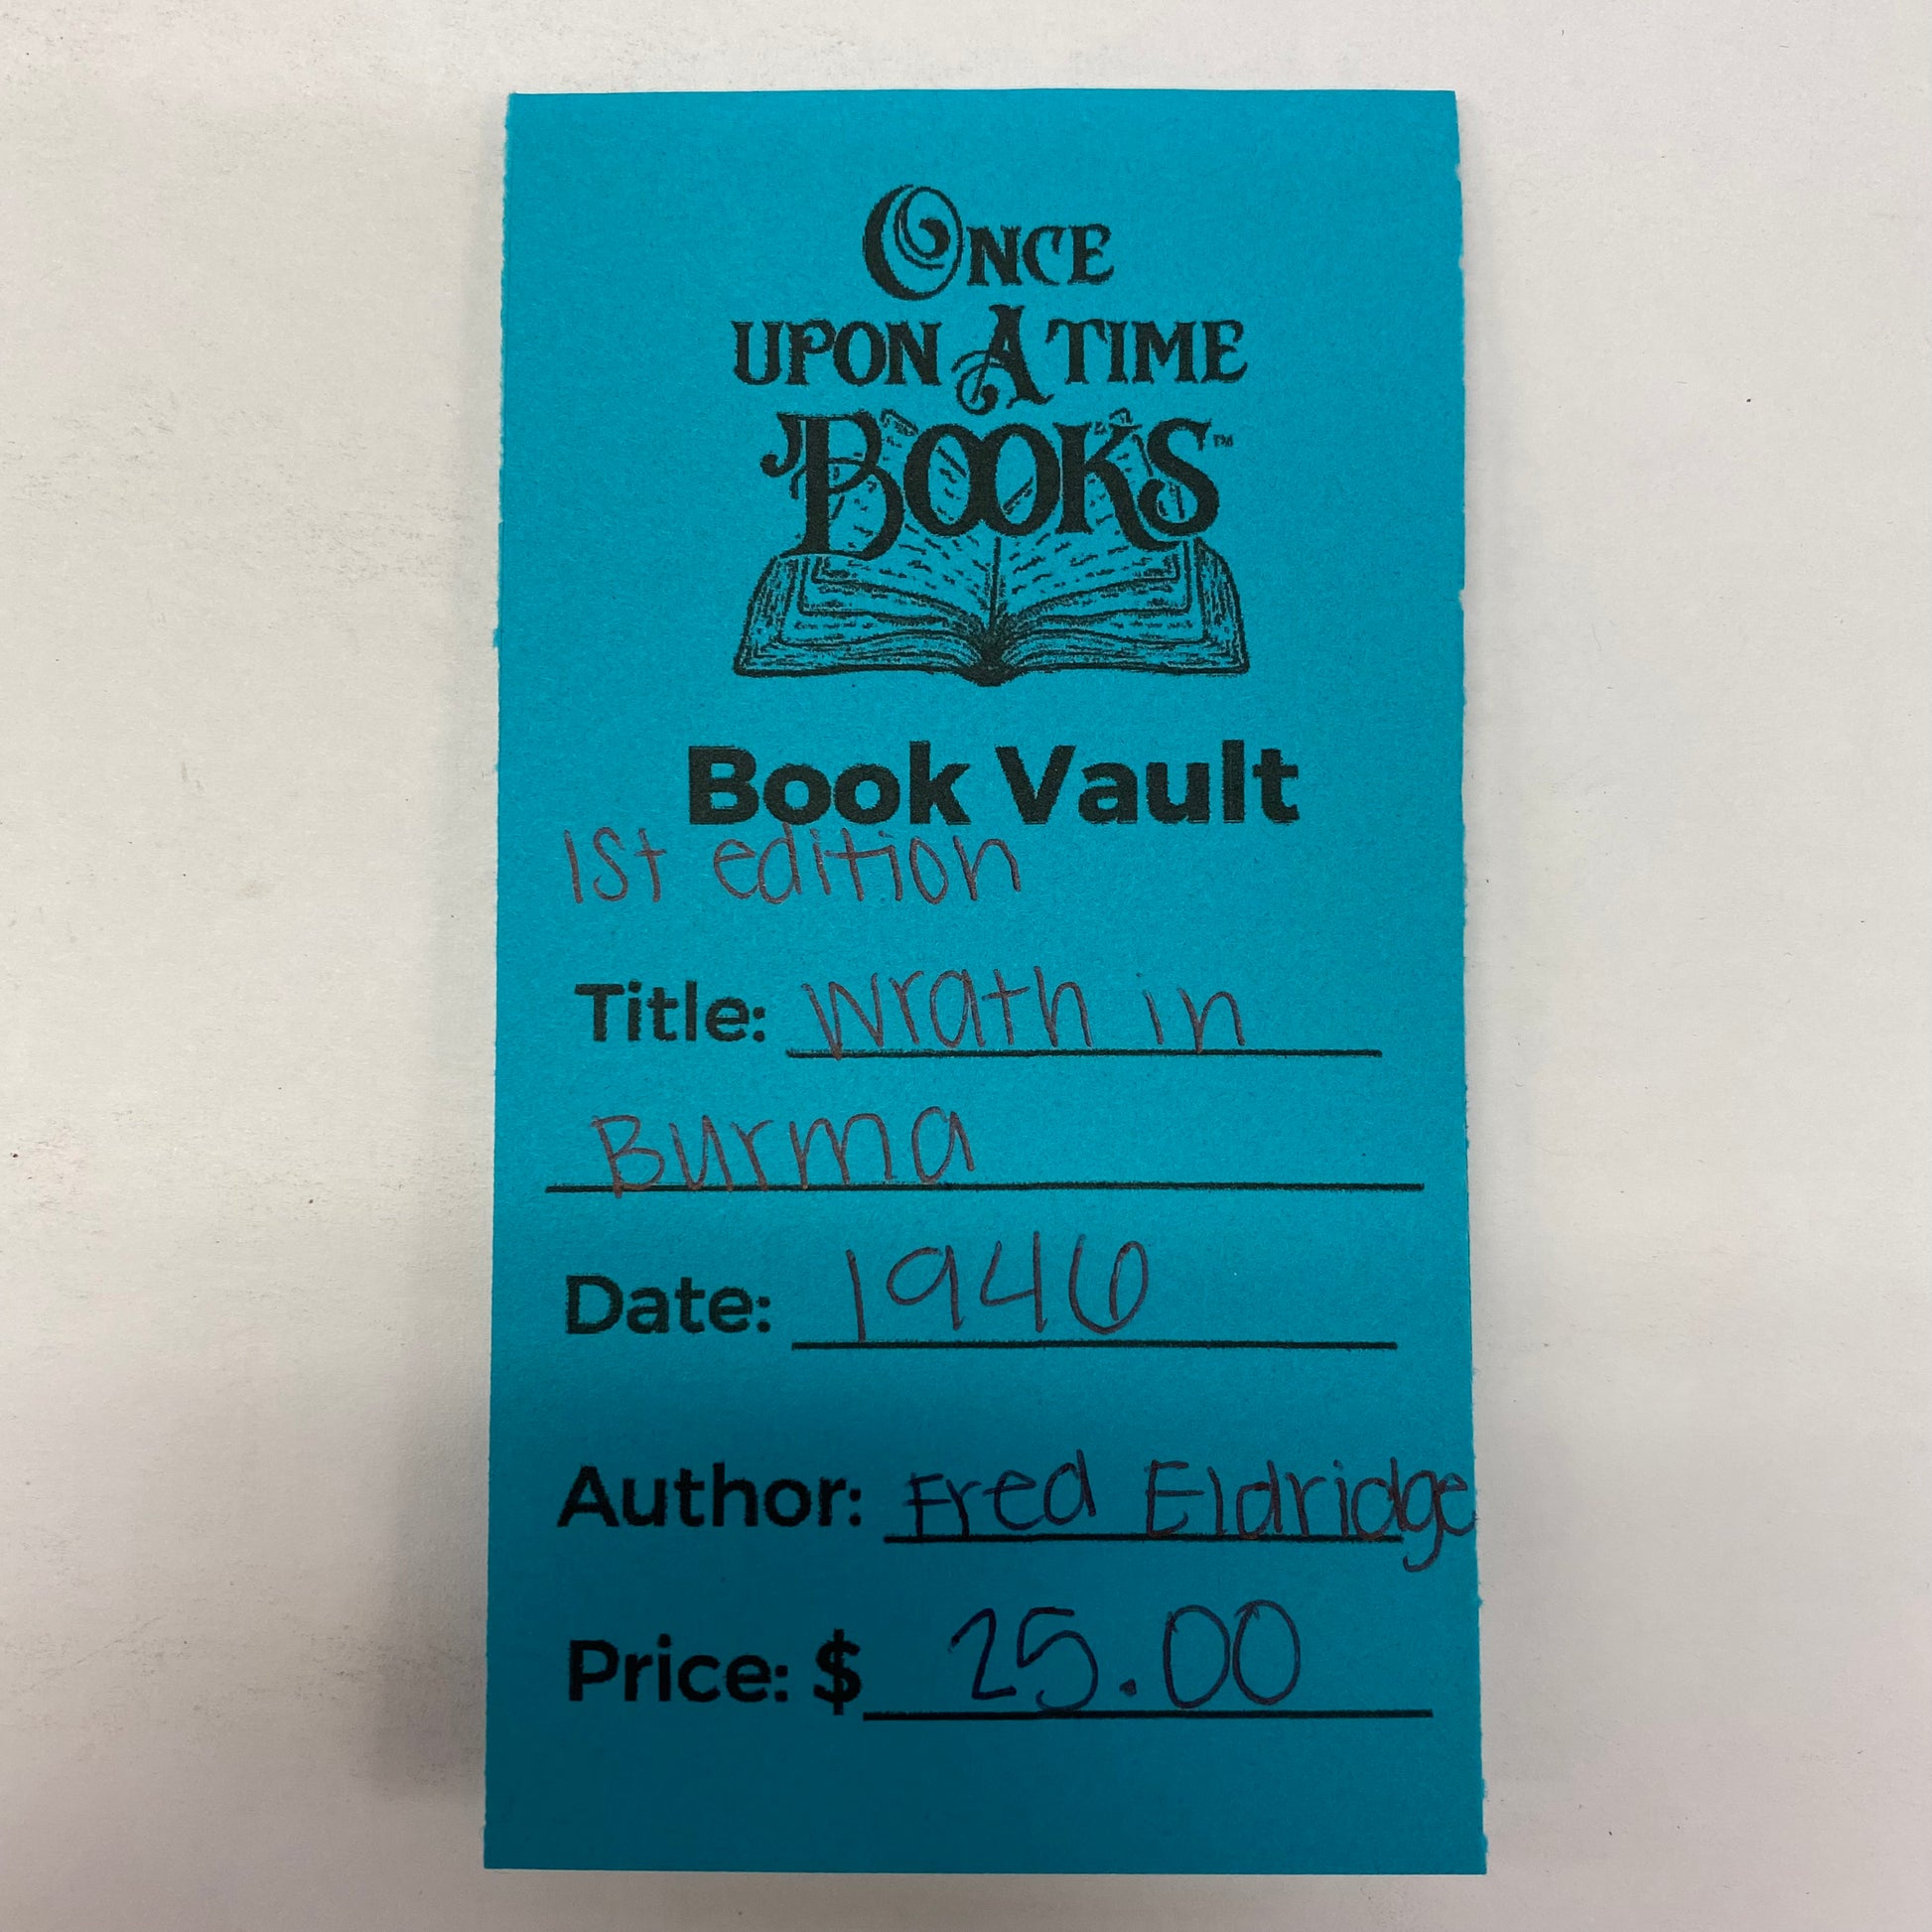 ONCE
UPON A TIME
BOOKS™
Book Vault
1st edition
Title: Wrath in
Burma
Date: 1946
Author: Fred Eldridge
Price: $ 25.00